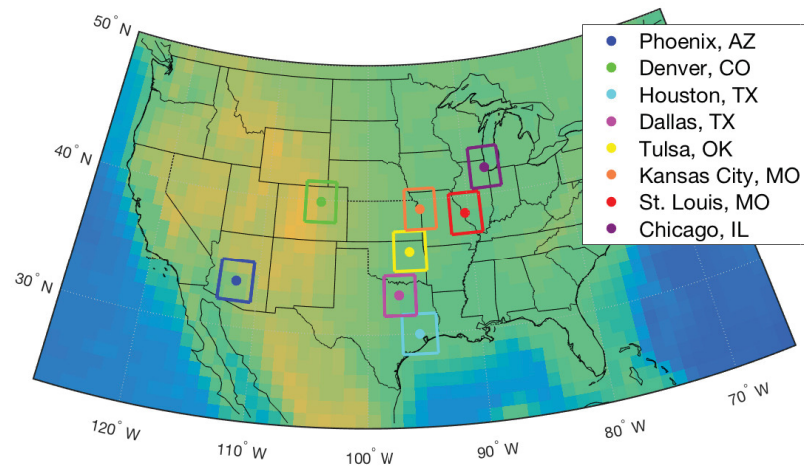 50° N
40° N
30° N
120° W
110° W
100° W
90° W
80° W
70° W
Phoenix, AZ
Denver, CO
Houston, TX
Dallas, TX
Tulsa, OK
Kansas City, MO
St. Louis, MO
Chicago, IL